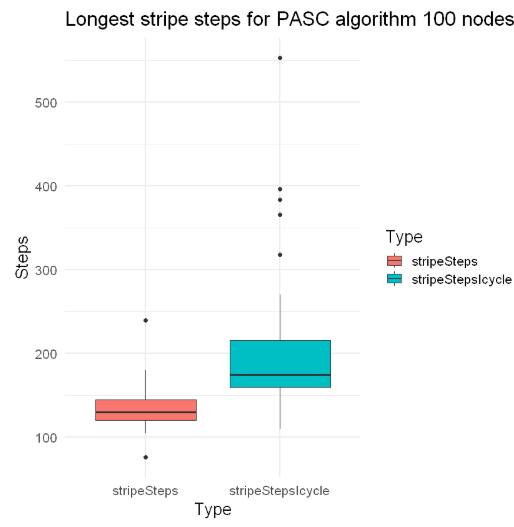 Longest stripe steps for PASC algorithm 100 nodes
500
400
300
200
100
Steps
stripeSteps
stripeStepsIcycle
Type
Type
stripeSteps
stripeStepsIcycle